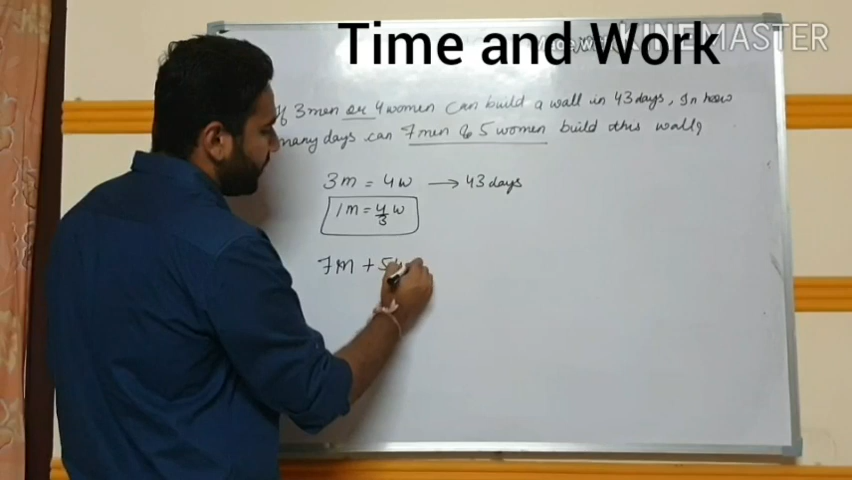 Time and Work
KINEMASTER
If 3 men or 4 women can build a wall in 43 days, In how
many days can 7 men & 5 women build this wall?
3m = 4w → 43 days
1m = 4/3 w
7m + 5